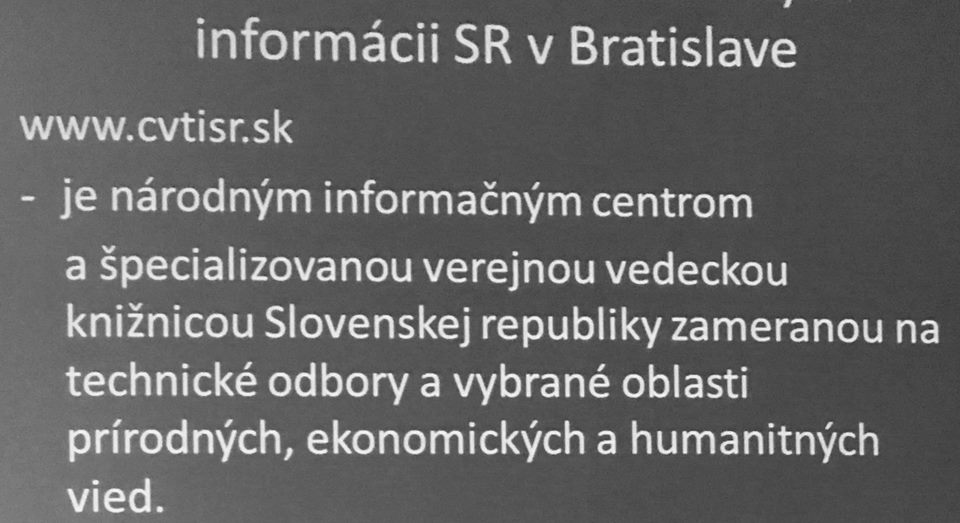 informácii SR v Bratislave
www.cvtisr.sk
- je národným informačným centrom
a špecializovanou verejnou vedeckou
knižnicou Slovenskej republiky zameranou na
technické odbory a vybrané oblasti
prírodných, ekonomických a humanitných
vied.